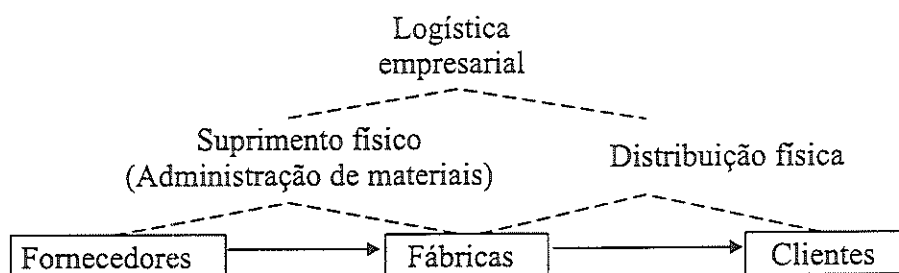 Logística
empresarial
Suprimento físico
(Administração de materiais)
Distribuição física
Fornecedores
Fábricas
Clientes